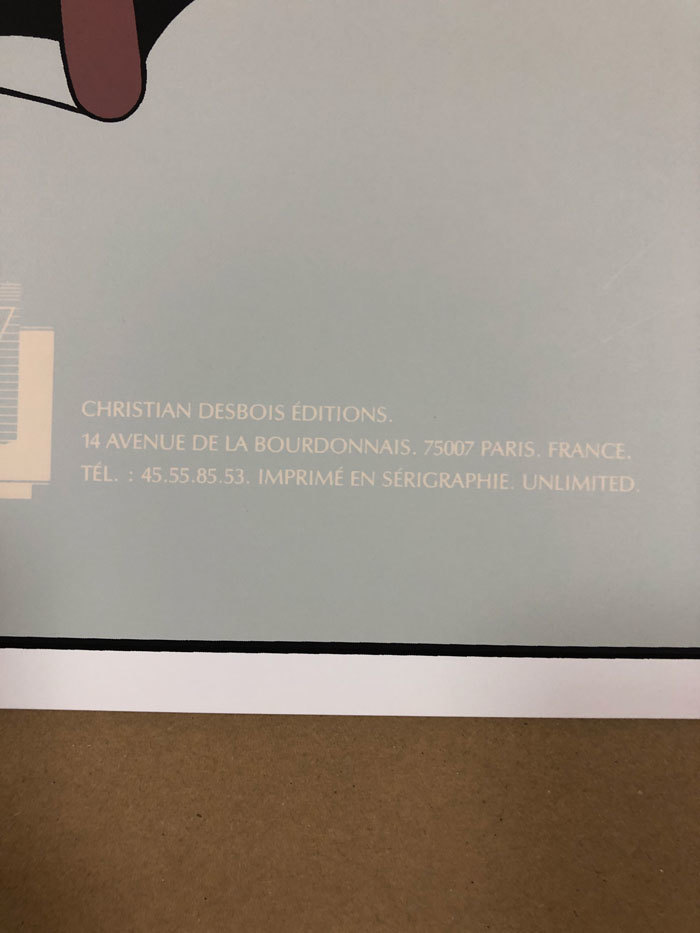 CHRISTIAN DESBOIS ÉDITIONS.
14 AVENUE DE LA BOURDONNAIS. 75007 PARIS. FRANCE.
TÉL. : 45.55.85.53. IMPRIMÉ EN SÉRIGRAPHIE. UNLIMITED.